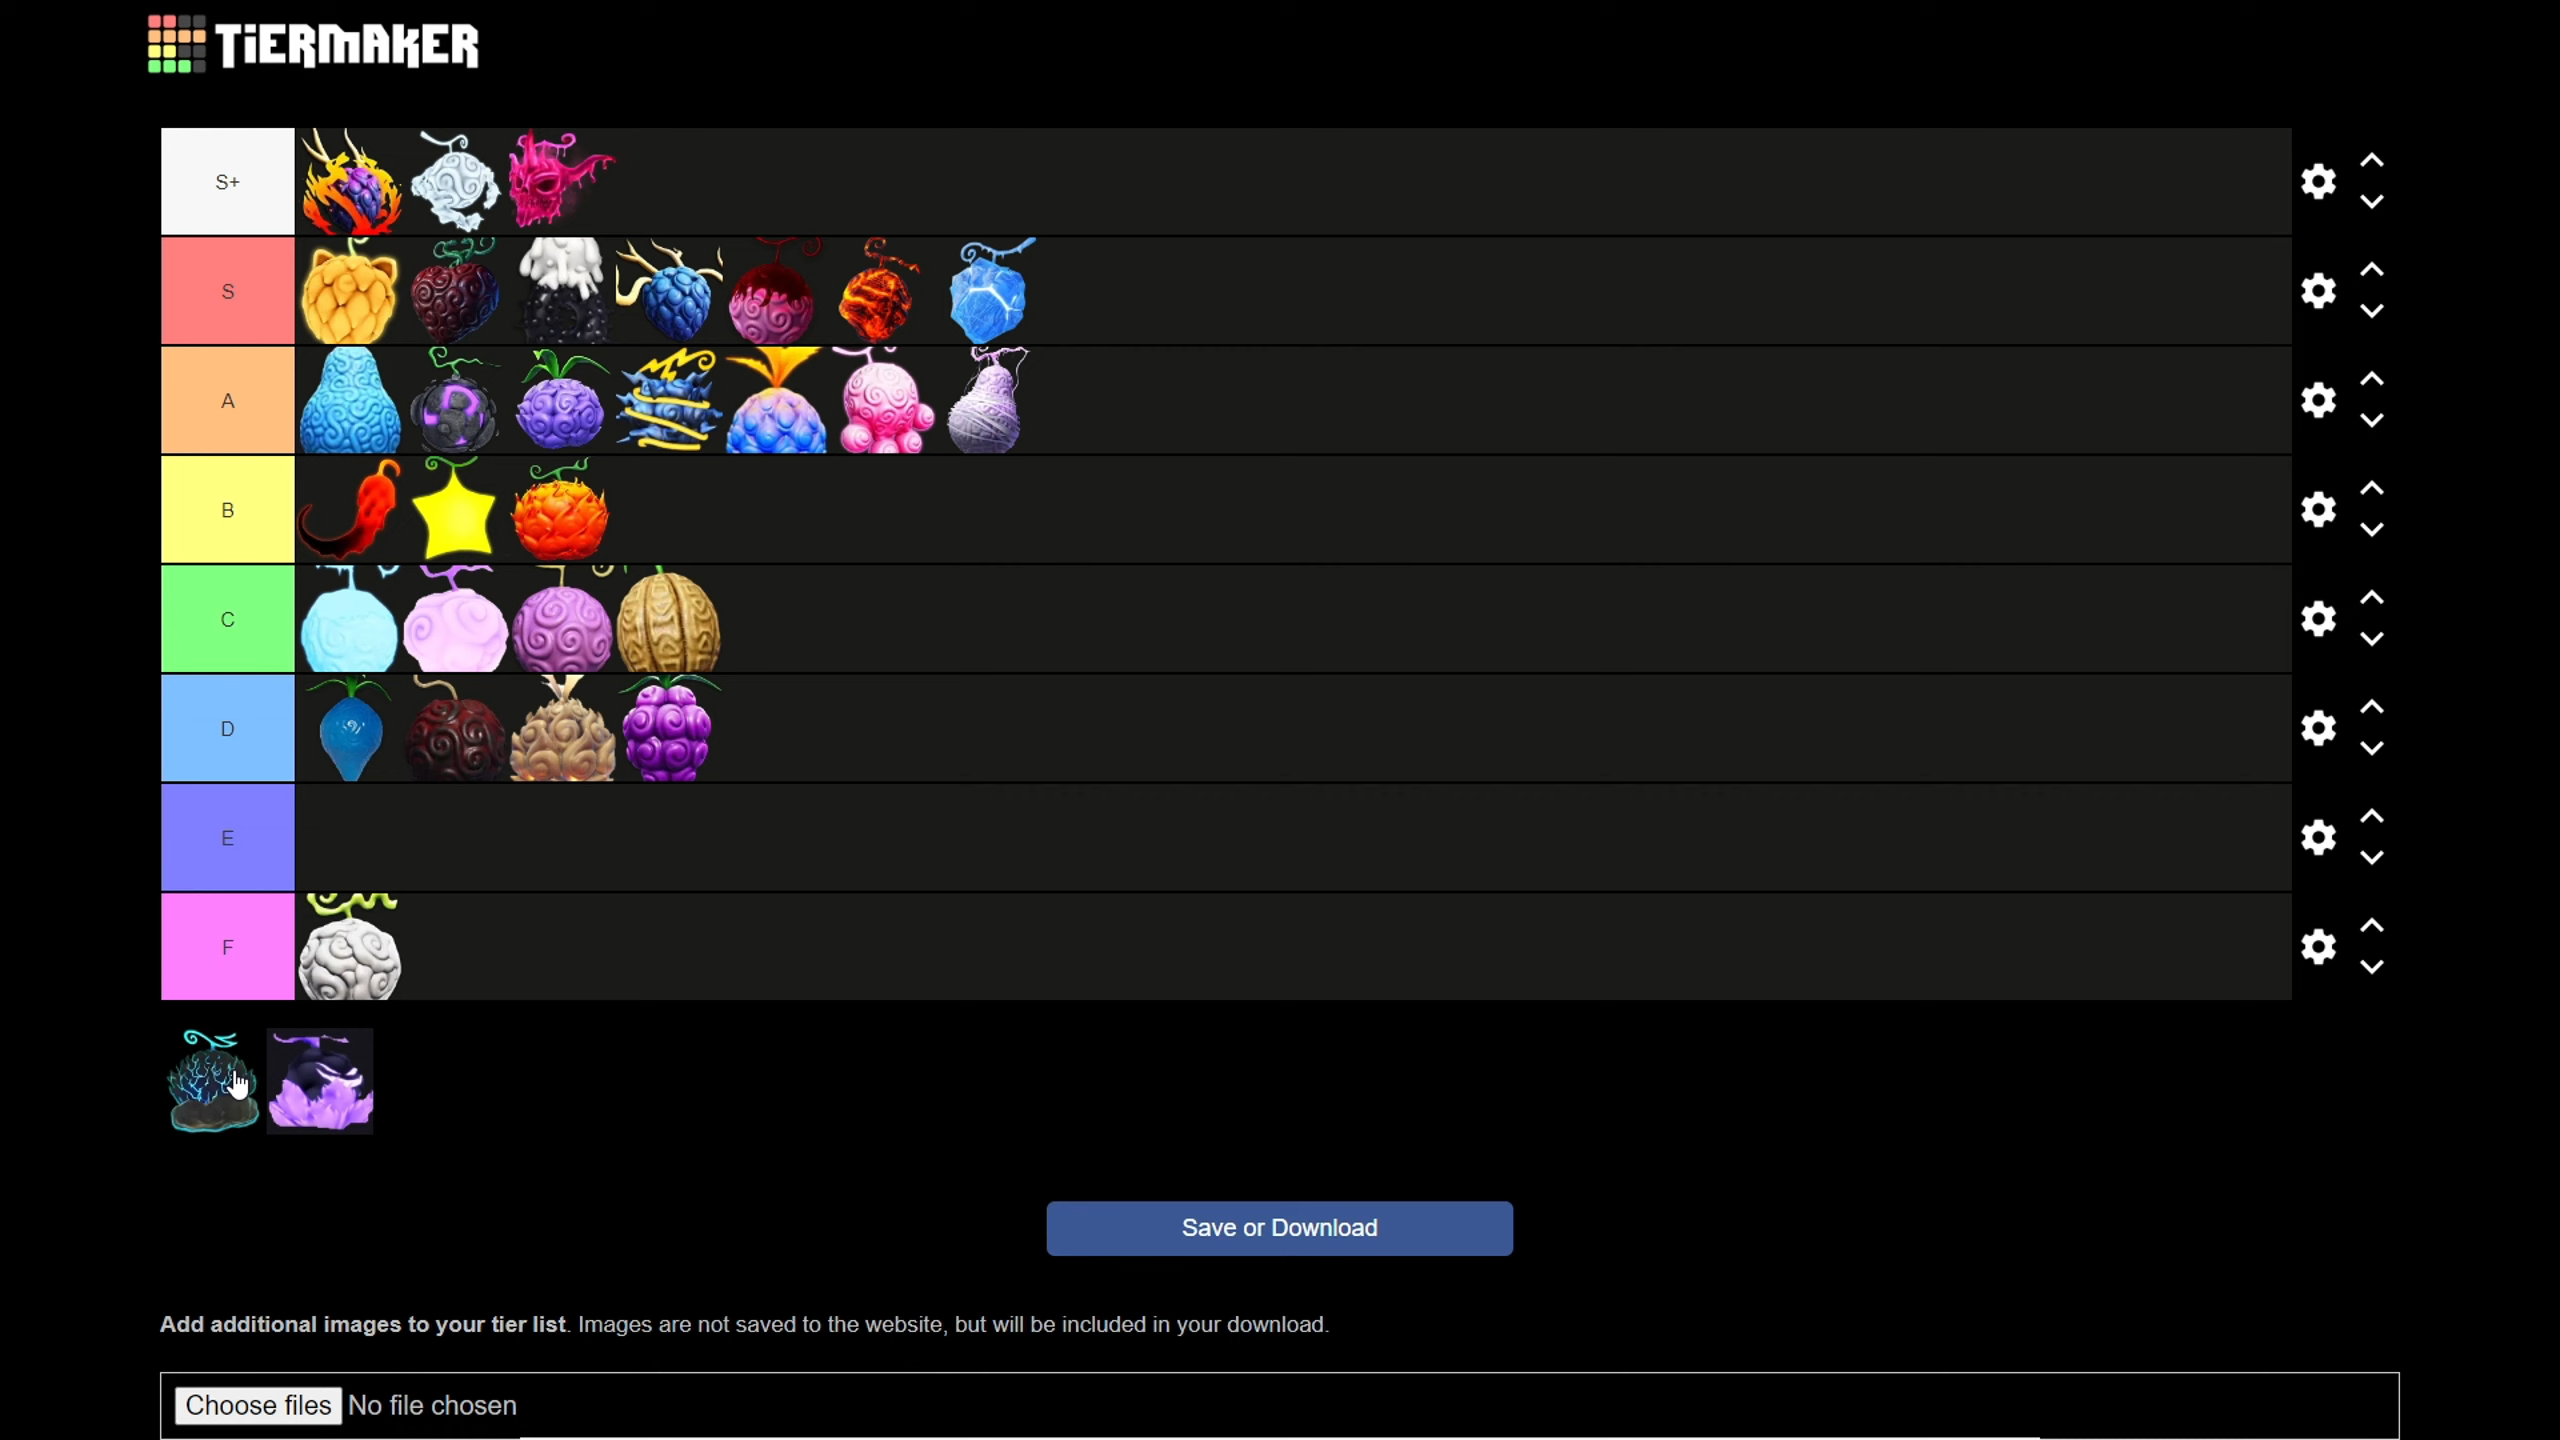 TiERMAKER
S+
S
A
B
C
D
E
F
Save or Download
Add additional images to your tier list. Images are not saved to the website, but will be included in your download.
Choose files No file chosen